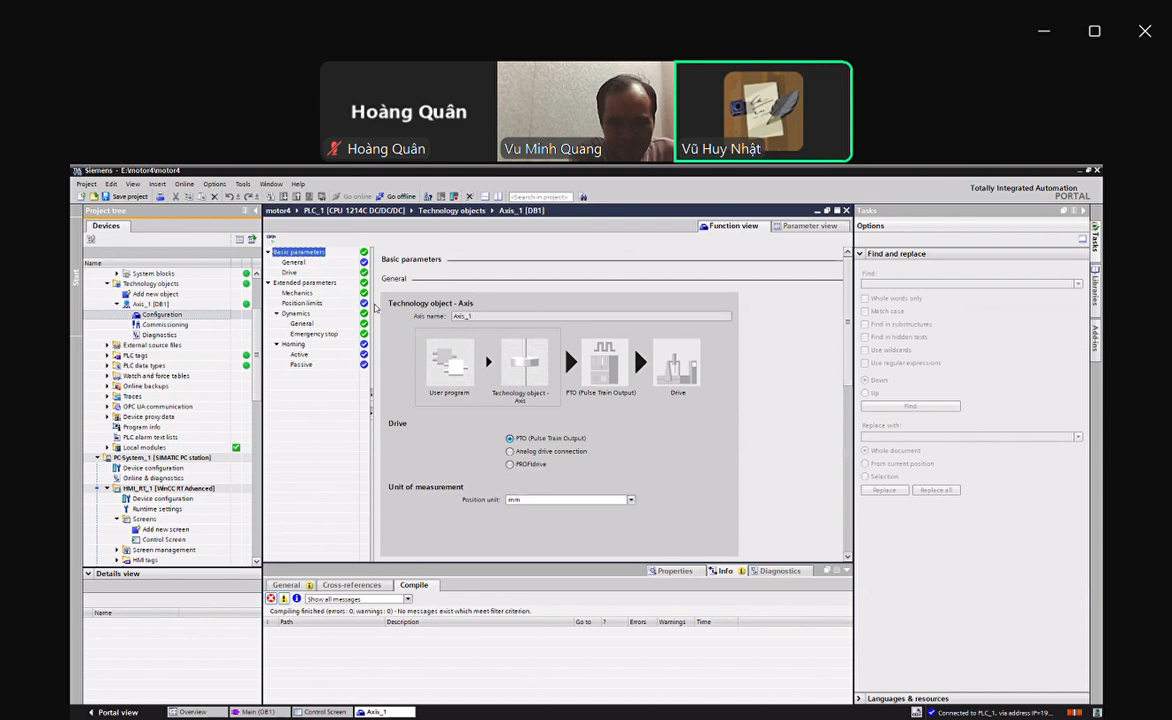 Hoàng Quân
Hoàng Quân
Vu Minh Quang
Vũ Huy Nhật
Siemens - E:\motor4\motor4
Project Edit View Insert Online Options Tools Window Help
Save project
Go online
Go offline
<Search in project>
Totally Integrated Automation
PORTAL
Project tree
motor4 PLC_1 [CPU 1214C DC/DC/DC] Technology objects Axis_1 [DB1]
Tasks
Devices
Function view
Parameter view
Options
Name
System blocks
Technology objects
Add new object
Axis_1 [DB1]
Configuration
Commissioning
Diagnostics
External source files
PLC tags
PLC data types
Watch and force tables
Online backups
Traces
OPC UA communication
Device proxy data
Program info
PLC alarm text lists
Local modules
PC-System_1 [SIMATIC PC station]
Device configuration
Online & diagnostics
HMI_RT_1 [WinCC RT Advanced]
Device configuration
Runtime settings
Screens
Add new screen
Control Screen
Screen management
HMI tags
Details view
Name
Basic parameters
General
Drive
Extended parameters
Mechanics
Position limits
Dynamics
General
Emergency stop
Homing
Active
Passive
Basic parameters
General
Technology object - Axis
Axis name:
Axis_1
User program
Technology object -
Axis
PTO (Pulse Train Output)
Drive
Drive
PTO (Pulse Train Output)
Analog drive connection
PROFIdrive
Unit of measurement
Position unit:
mm
Properties
Info
Diagnostics
General
Cross-references
Compile
Show all messages
Compiling finished (errors: 0; warnings: 0) - No messages exist which meet filter criterion.
! Path Description Go to ? Errors Warnings Time
Find and replace
Find:
Whole words only
Match case
Find in substructures
Find in hidden texts
Use wildcards
Use regular expressions
Down
Up
Find
Replace with:
Whole document
From current position
Selection
Replace
Replace all
Languages & resources
Tasks
Libraries
Add-ins
Start
Portal view
Overview
Main (OB1)
Control Screen
Axis_1
Connected to PLC_1, via address IP=19...